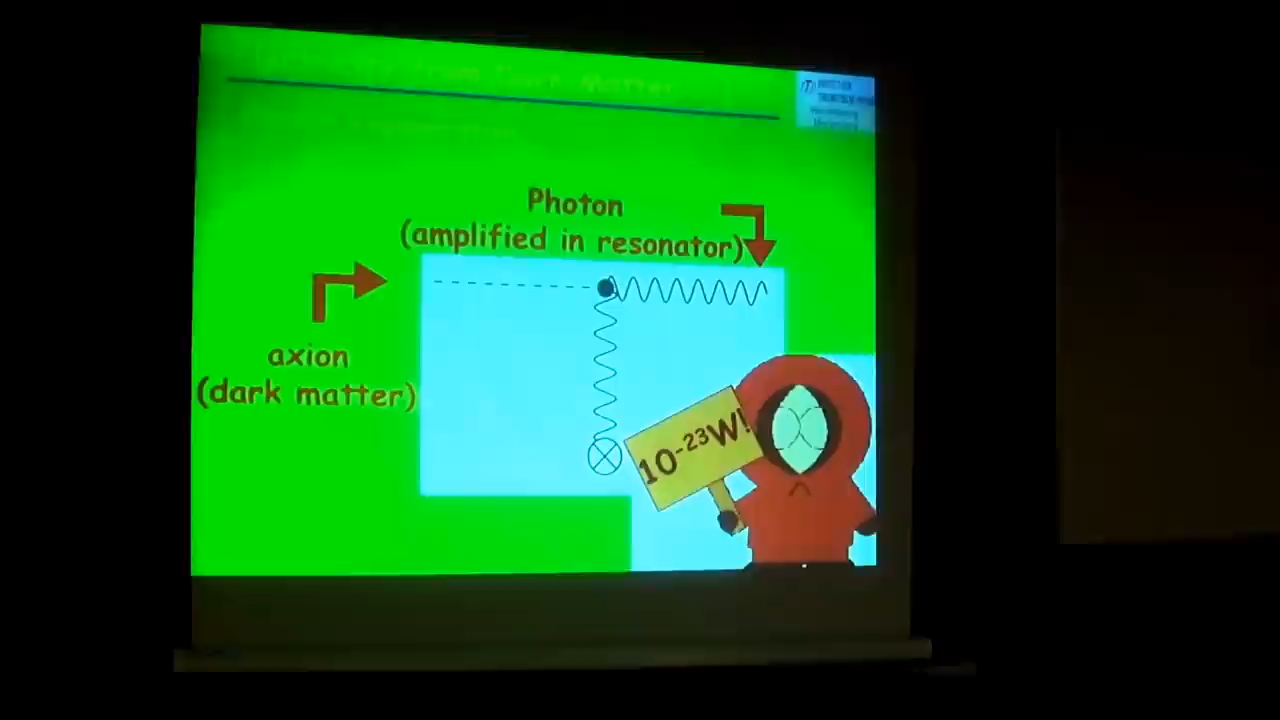 Photon
(amplified in resonator)
axion
(dark matter)
10⁻²³W!